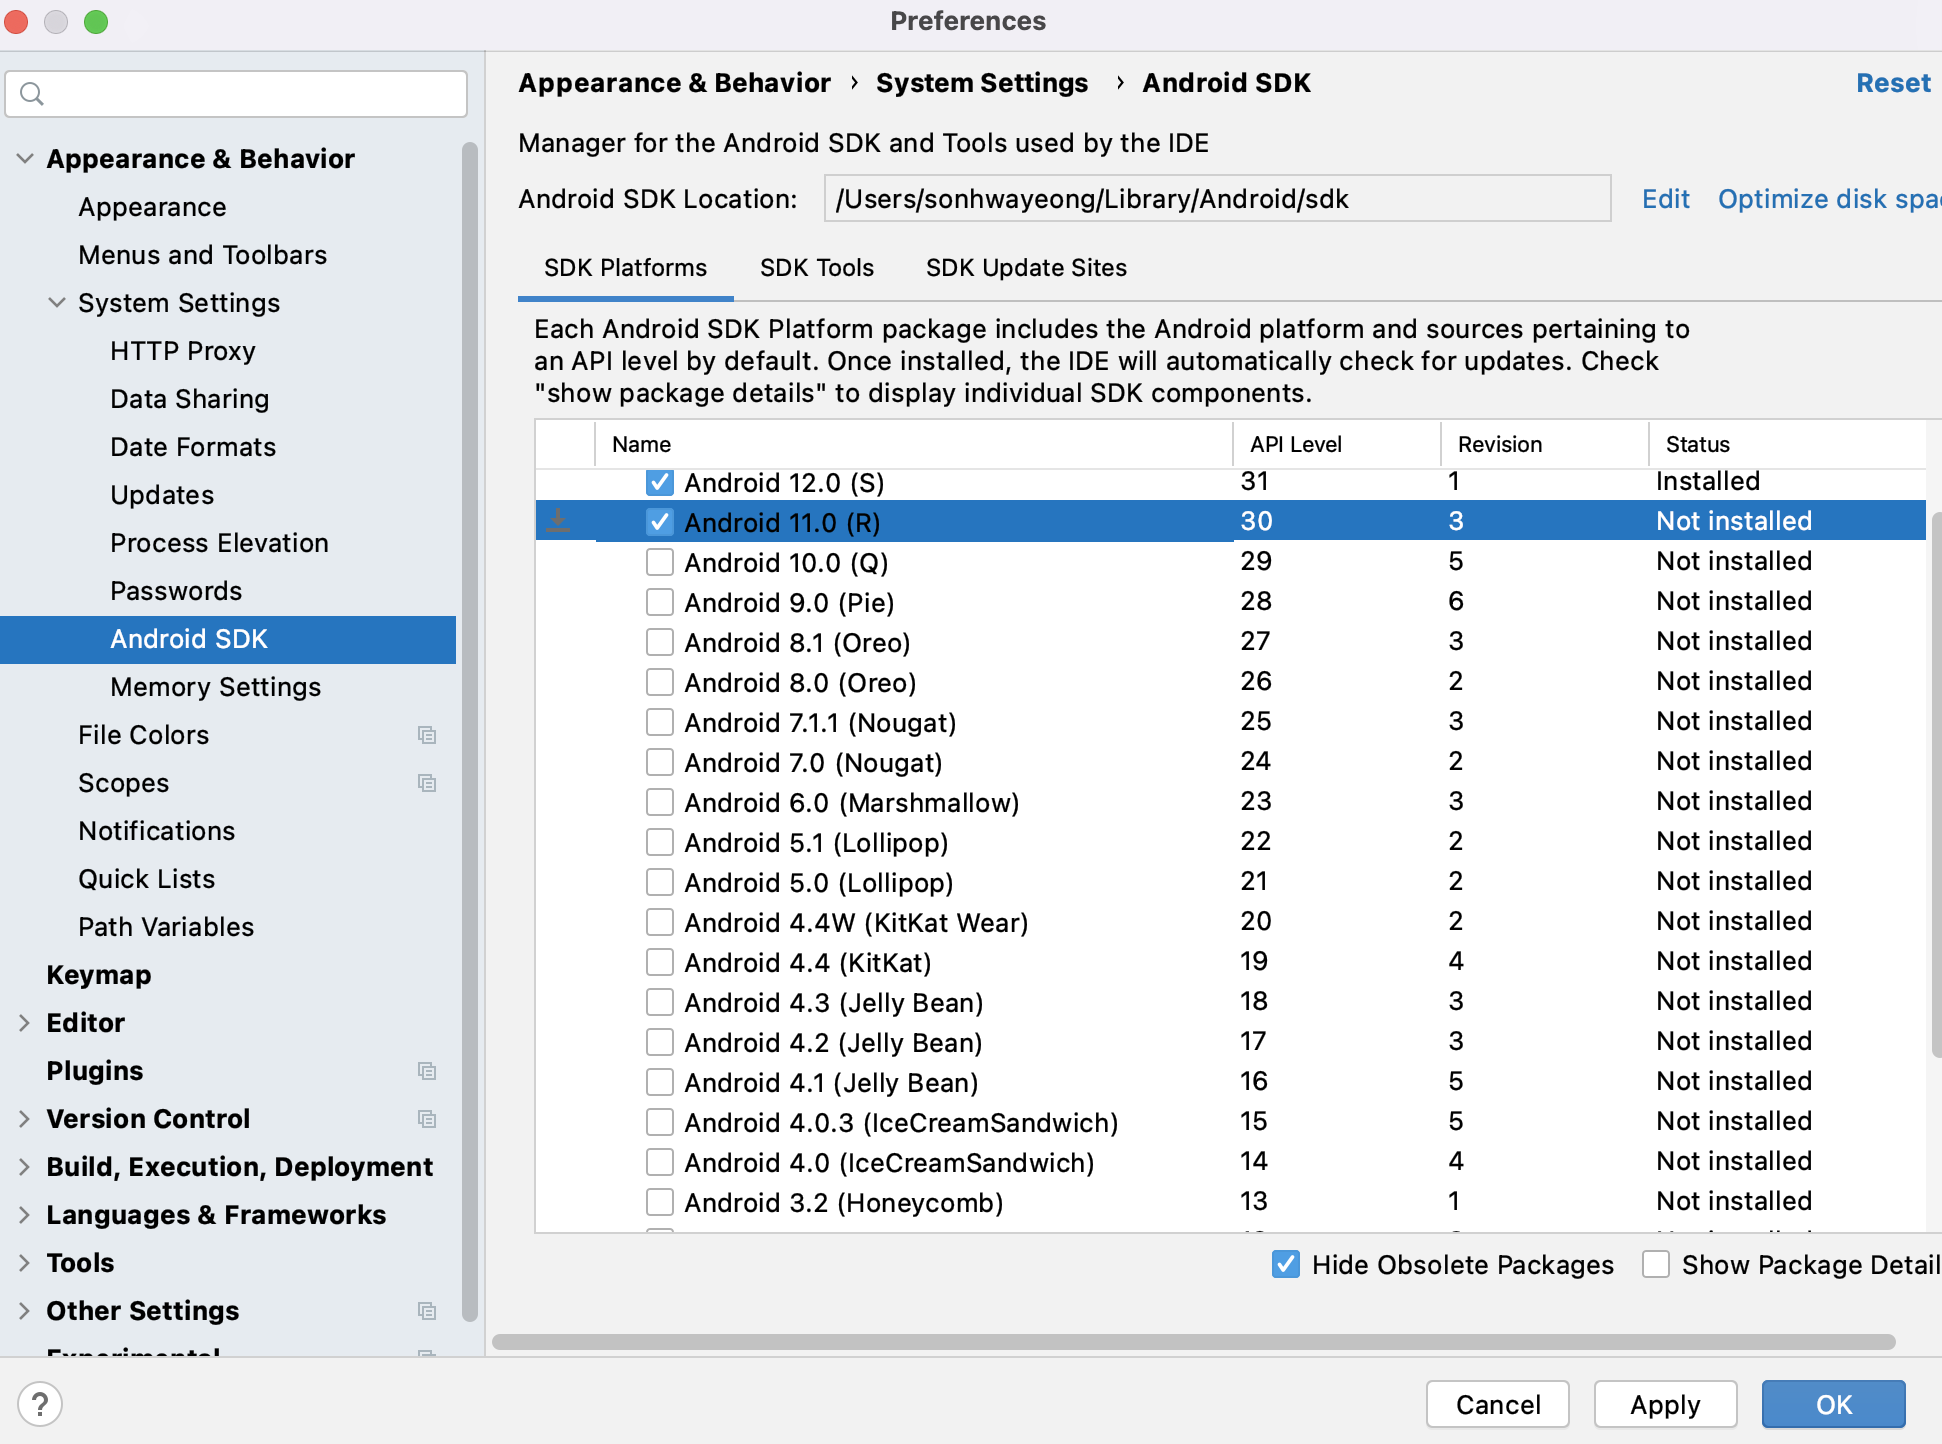 Preferences
Appearance & Behavior
Appearance
Menus and Toolbars
System Settings
HTTP Proxy
Data Sharing
Date Formats
Updates
Process Elevation
Passwords
Android SDK
Memory Settings
File Colors
Scopes
Notifications
Quick Lists
Path Variables
Keymap
Editor
Plugins
Version Control
Build, Execution, Deployment
Languages & Frameworks
Tools
Other Settings
Experimental
Appearance & Behavior › System Settings › Android SDK Reset
Manager for the Android SDK and Tools used by the IDE
Android SDK Location: /Users/sonhwayeong/Library/Android/sdk Edit Optimize disk
SDK Platforms SDK Tools SDK Update Sites
Each Android SDK Platform package includes the Android platform and sources pertaining to
an API level by default. Once installed, the IDE will automatically check for updates. Check
"show package details" to display individual SDK components.
Name API Level Revision Status
Android 12.0 (S) 31 1 Installed
Android 11.0 (R) 30 3 Not installed
Android 10.0 (Q) 29 5 Not installed
Android 9.0 (Pie) 28 6 Not installed
Android 8.1 (Oreo) 27 3 Not installed
Android 8.0 (Oreo) 26 2 Not installed
Android 7.1.1 (Nougat) 25 3 Not installed
Android 7.0 (Nougat) 24 2 Not installed
Android 6.0 (Marshmallow) 23 3 Not installed
Android 5.1 (Lollipop) 22 2 Not installed
Android 5.0 (Lollipop) 21 2 Not installed
Android 4.4W (KitKat Wear) 20 2 Not installed
Android 4.4 (KitKat) 19 4 Not installed
Android 4.3 (Jelly Bean) 18 3 Not installed
Android 4.2 (Jelly Bean) 17 3 Not installed
Android 4.1 (Jelly Bean) 16 5 Not installed
Android 4.0.3 (IceCreamSandwich) 15 5 Not installed
Android 4.0 (IceCreamSandwich) 14 4 Not installed
Android 3.2 (Honeycomb) 13 1 Not installed
Hide Obsolete Packages Show Package Detail
? Cancel Apply OK